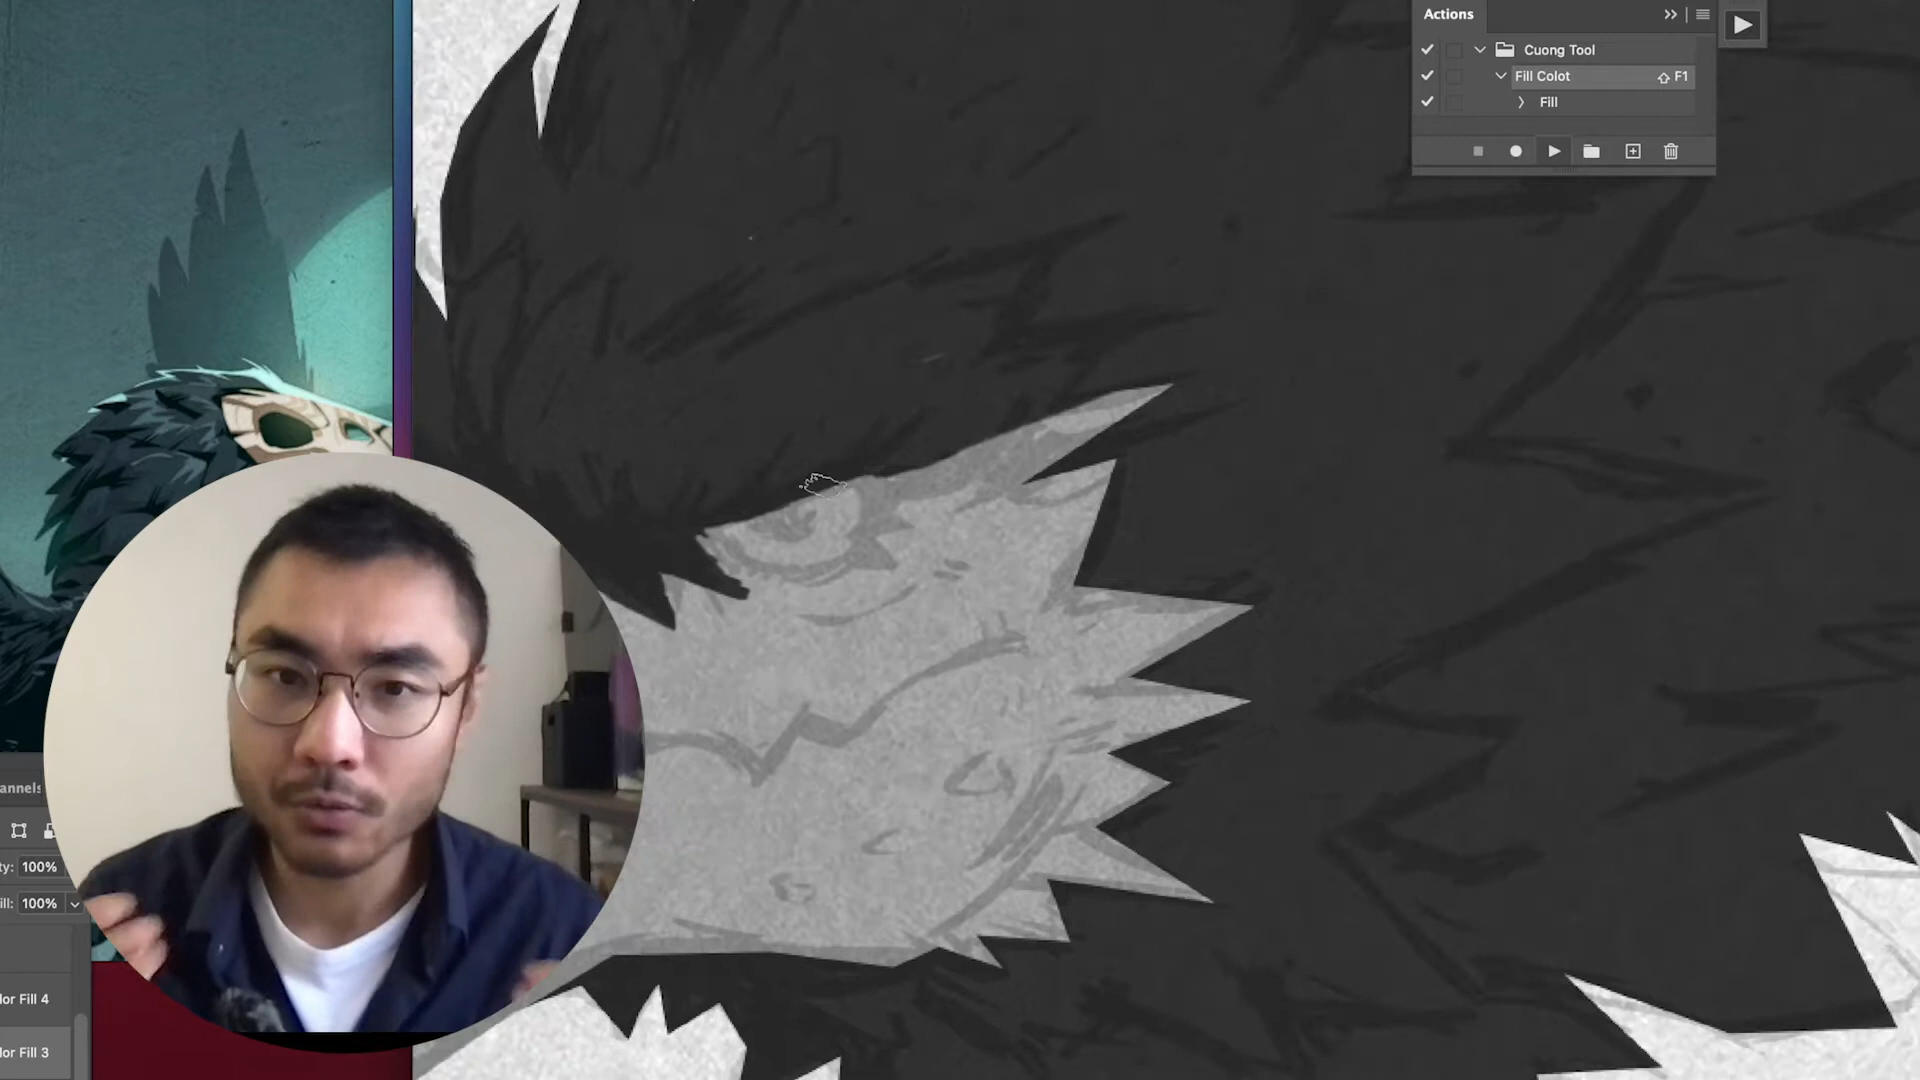 Actions
Cuong Tool
Fill Colot F1
Fill
annels
ty: 100%
ill: 100%
lor Fill 4
lor Fill 3